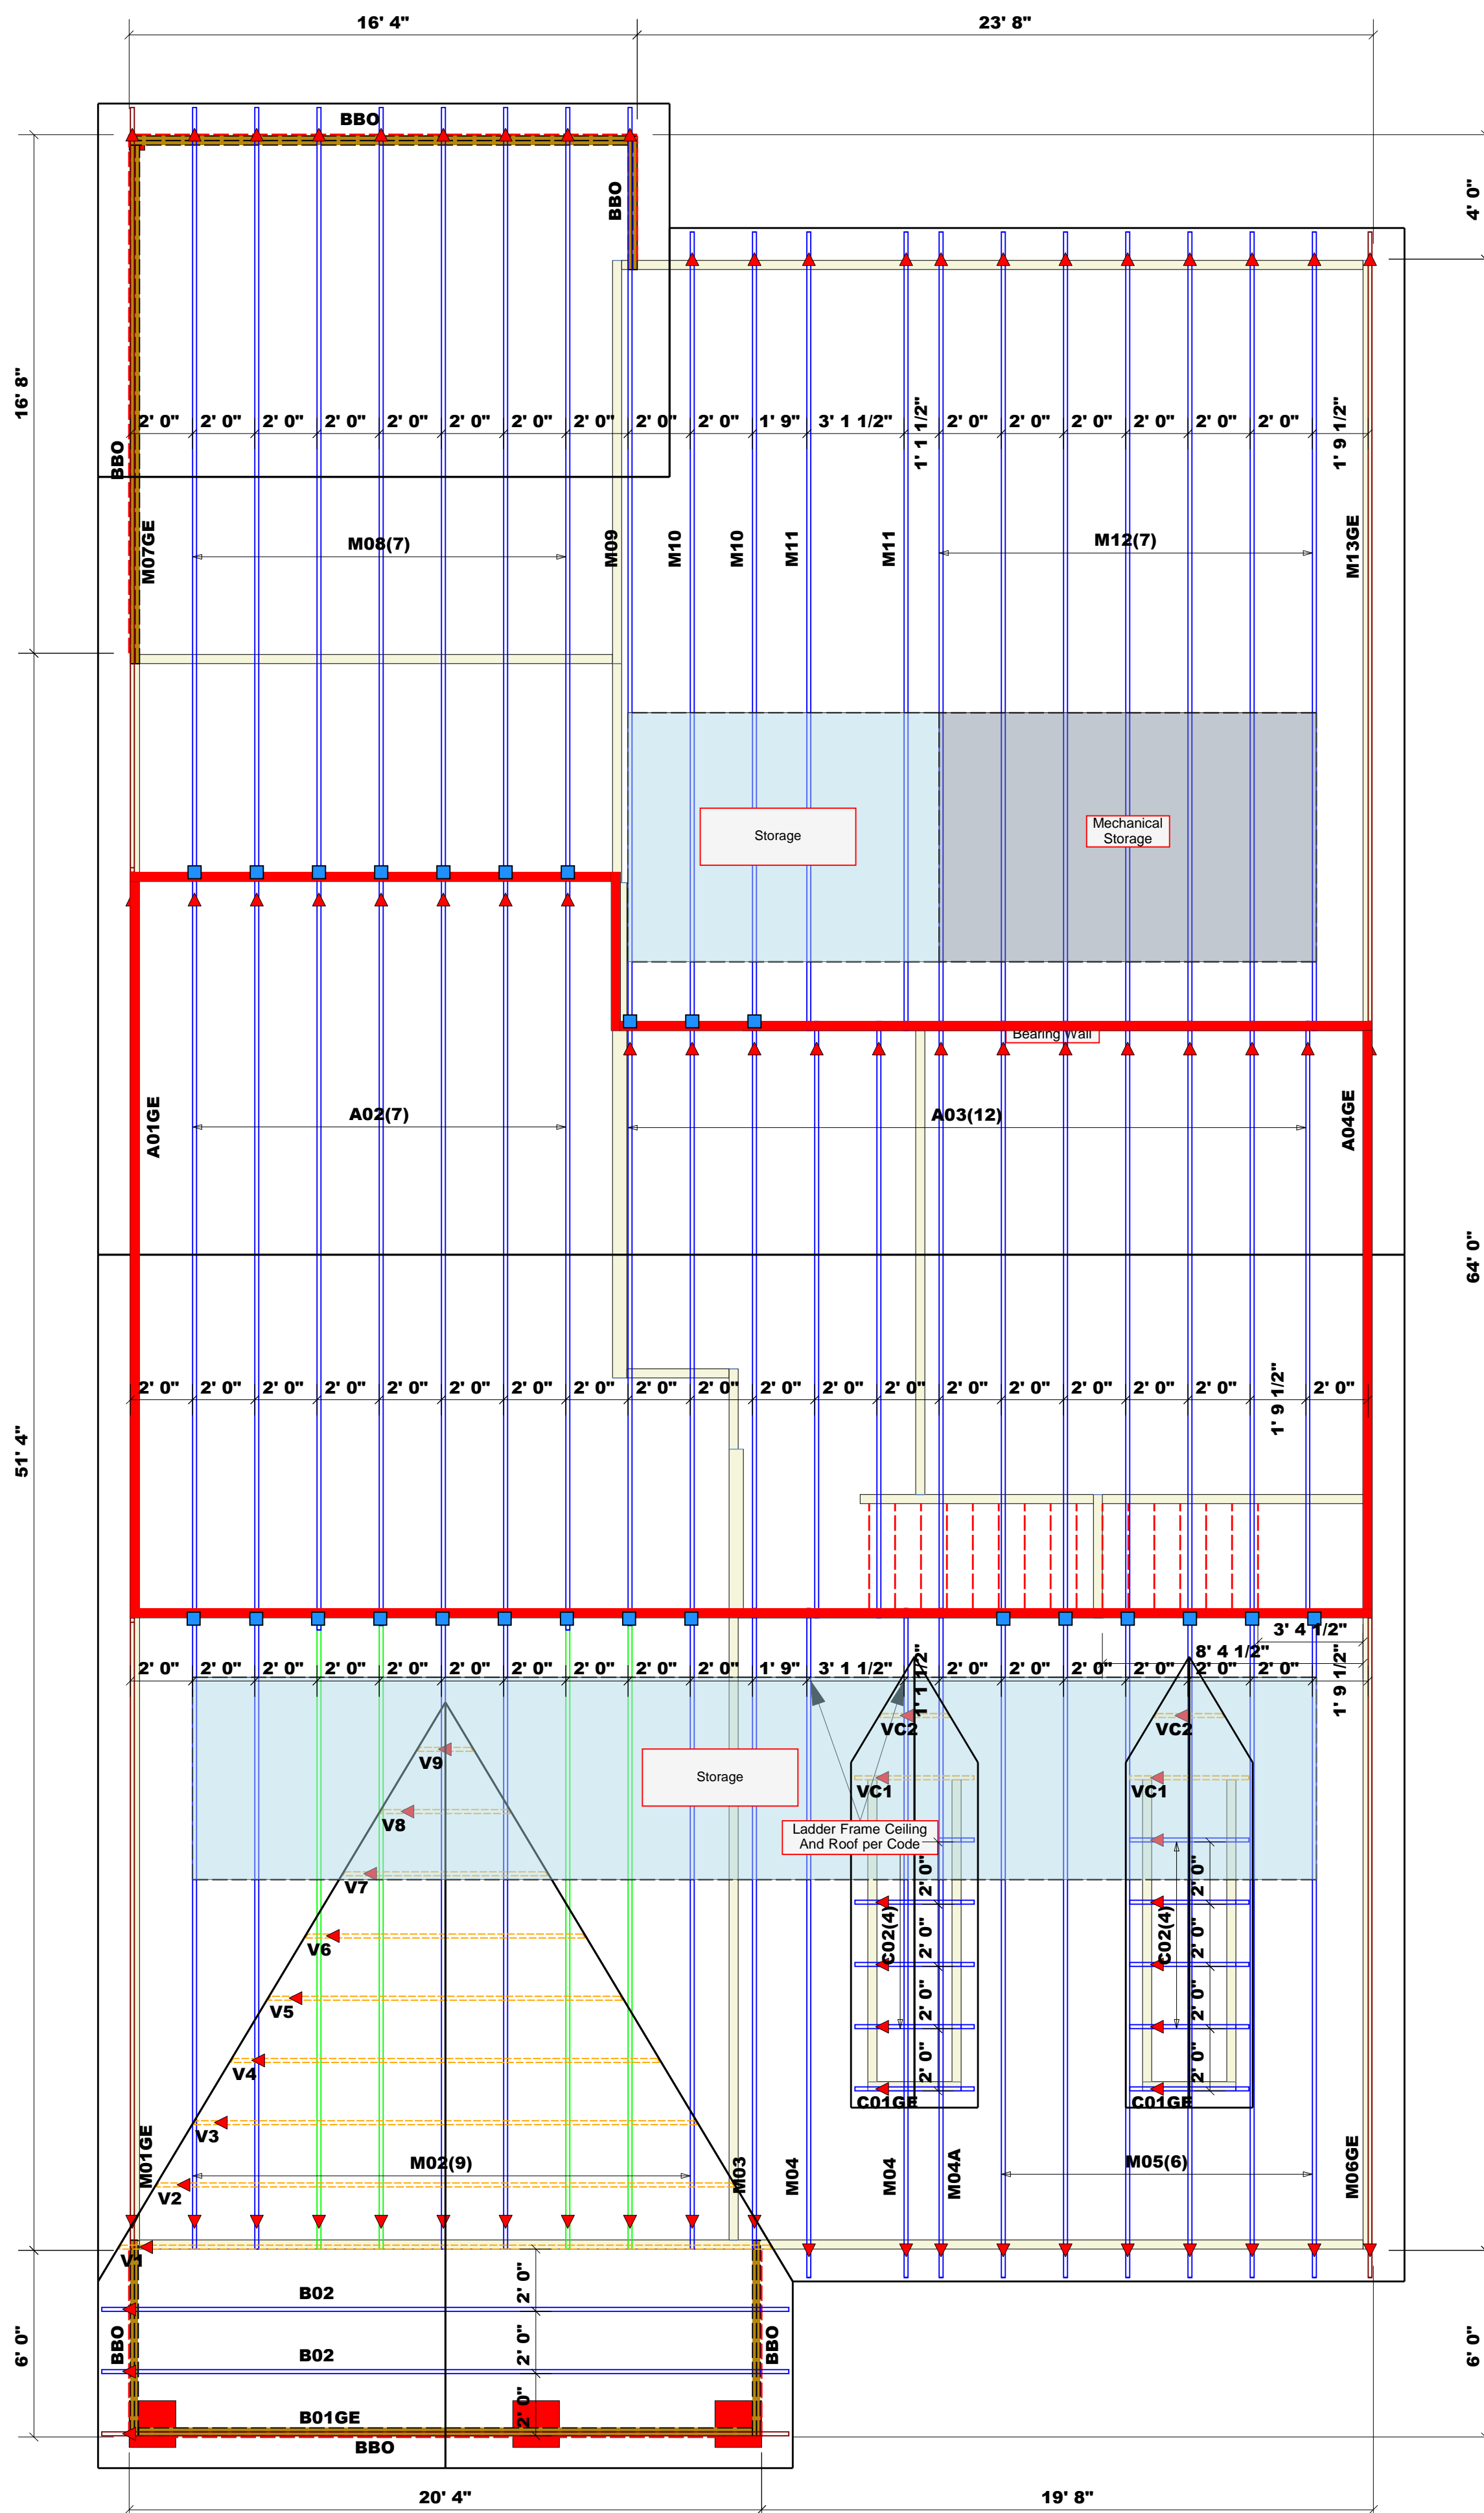 16' 4"
23' 8"
BBO
BBO
4' 0"
16' 8"
2' 0" 2' 0" 2' 0" 2' 0" 2' 0" 2' 0" 2' 0" 2' 0" 2' 0" 2' 0" 1' 9" 3' 1 1/2" 1' 1 1/2" 2' 0" 2' 0" 2' 0" 2' 0" 2' 0" 2' 0" 1' 9 1/2"
BBO
M07GE
M08(7)
M09
M10
M10
M11
M11
M12(7)
M13GE
Storage
Mechanical
Storage
Bearing Wall
A01GE
A02(7)
A03(12)
A04GE
64' 0"
51' 4"
2' 0" 2' 0" 2' 0" 2' 0" 2' 0" 2' 0" 2' 0" 2' 0" 2' 0" 2' 0" 2' 0" 2' 0" 2' 0" 2' 0" 2' 0" 2' 0" 2' 0" 2' 0" 1' 9 1/2" 2' 0"
3' 4 1/2"
8' 4 1/2"
2' 0" 2' 0" 2' 0" 2' 0" 2' 0" 2' 0" 2' 0" 2' 0" 2' 0" 2' 0" 1' 9" 3' 1 1/2" 1' 1 1/2" 2' 0" 2' 0" 2' 0" 2' 0" 2' 0" 2' 0" 1' 9 1/2"
VC2
VC2
V9
Storage
VC1
VC1
V8
Ladder Frame Ceiling
And Roof per Code
V7
2' 0"
2' 0"
V6
C02(4)
2' 0"
C02(4)
2' 0"
V5
2' 0"
2' 0"
V4
2' 0"
2' 0"
C01GE
C01GE
V3
M01GE
M02(9)
M03
M04
M04
M04A
M05(6)
M06GE
V2
V1
B02
2' 0"
BBO
B02
2' 0"
BBO
6' 0"
6' 0"
B01GE
2' 0"
BBO
20' 4"
19' 8"